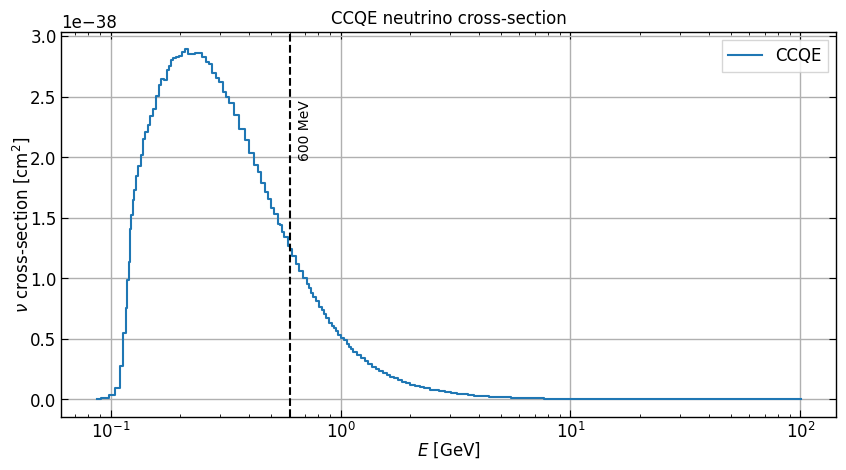 CCQE neutrino cross-section
1e−38
3.0
2.5
2.0
1.5
1.0
0.5
0.0
ν cross-section [cm²]
CCQE
600 MeV
10⁻¹ 10⁰ 10¹ 10²
E [GeV]